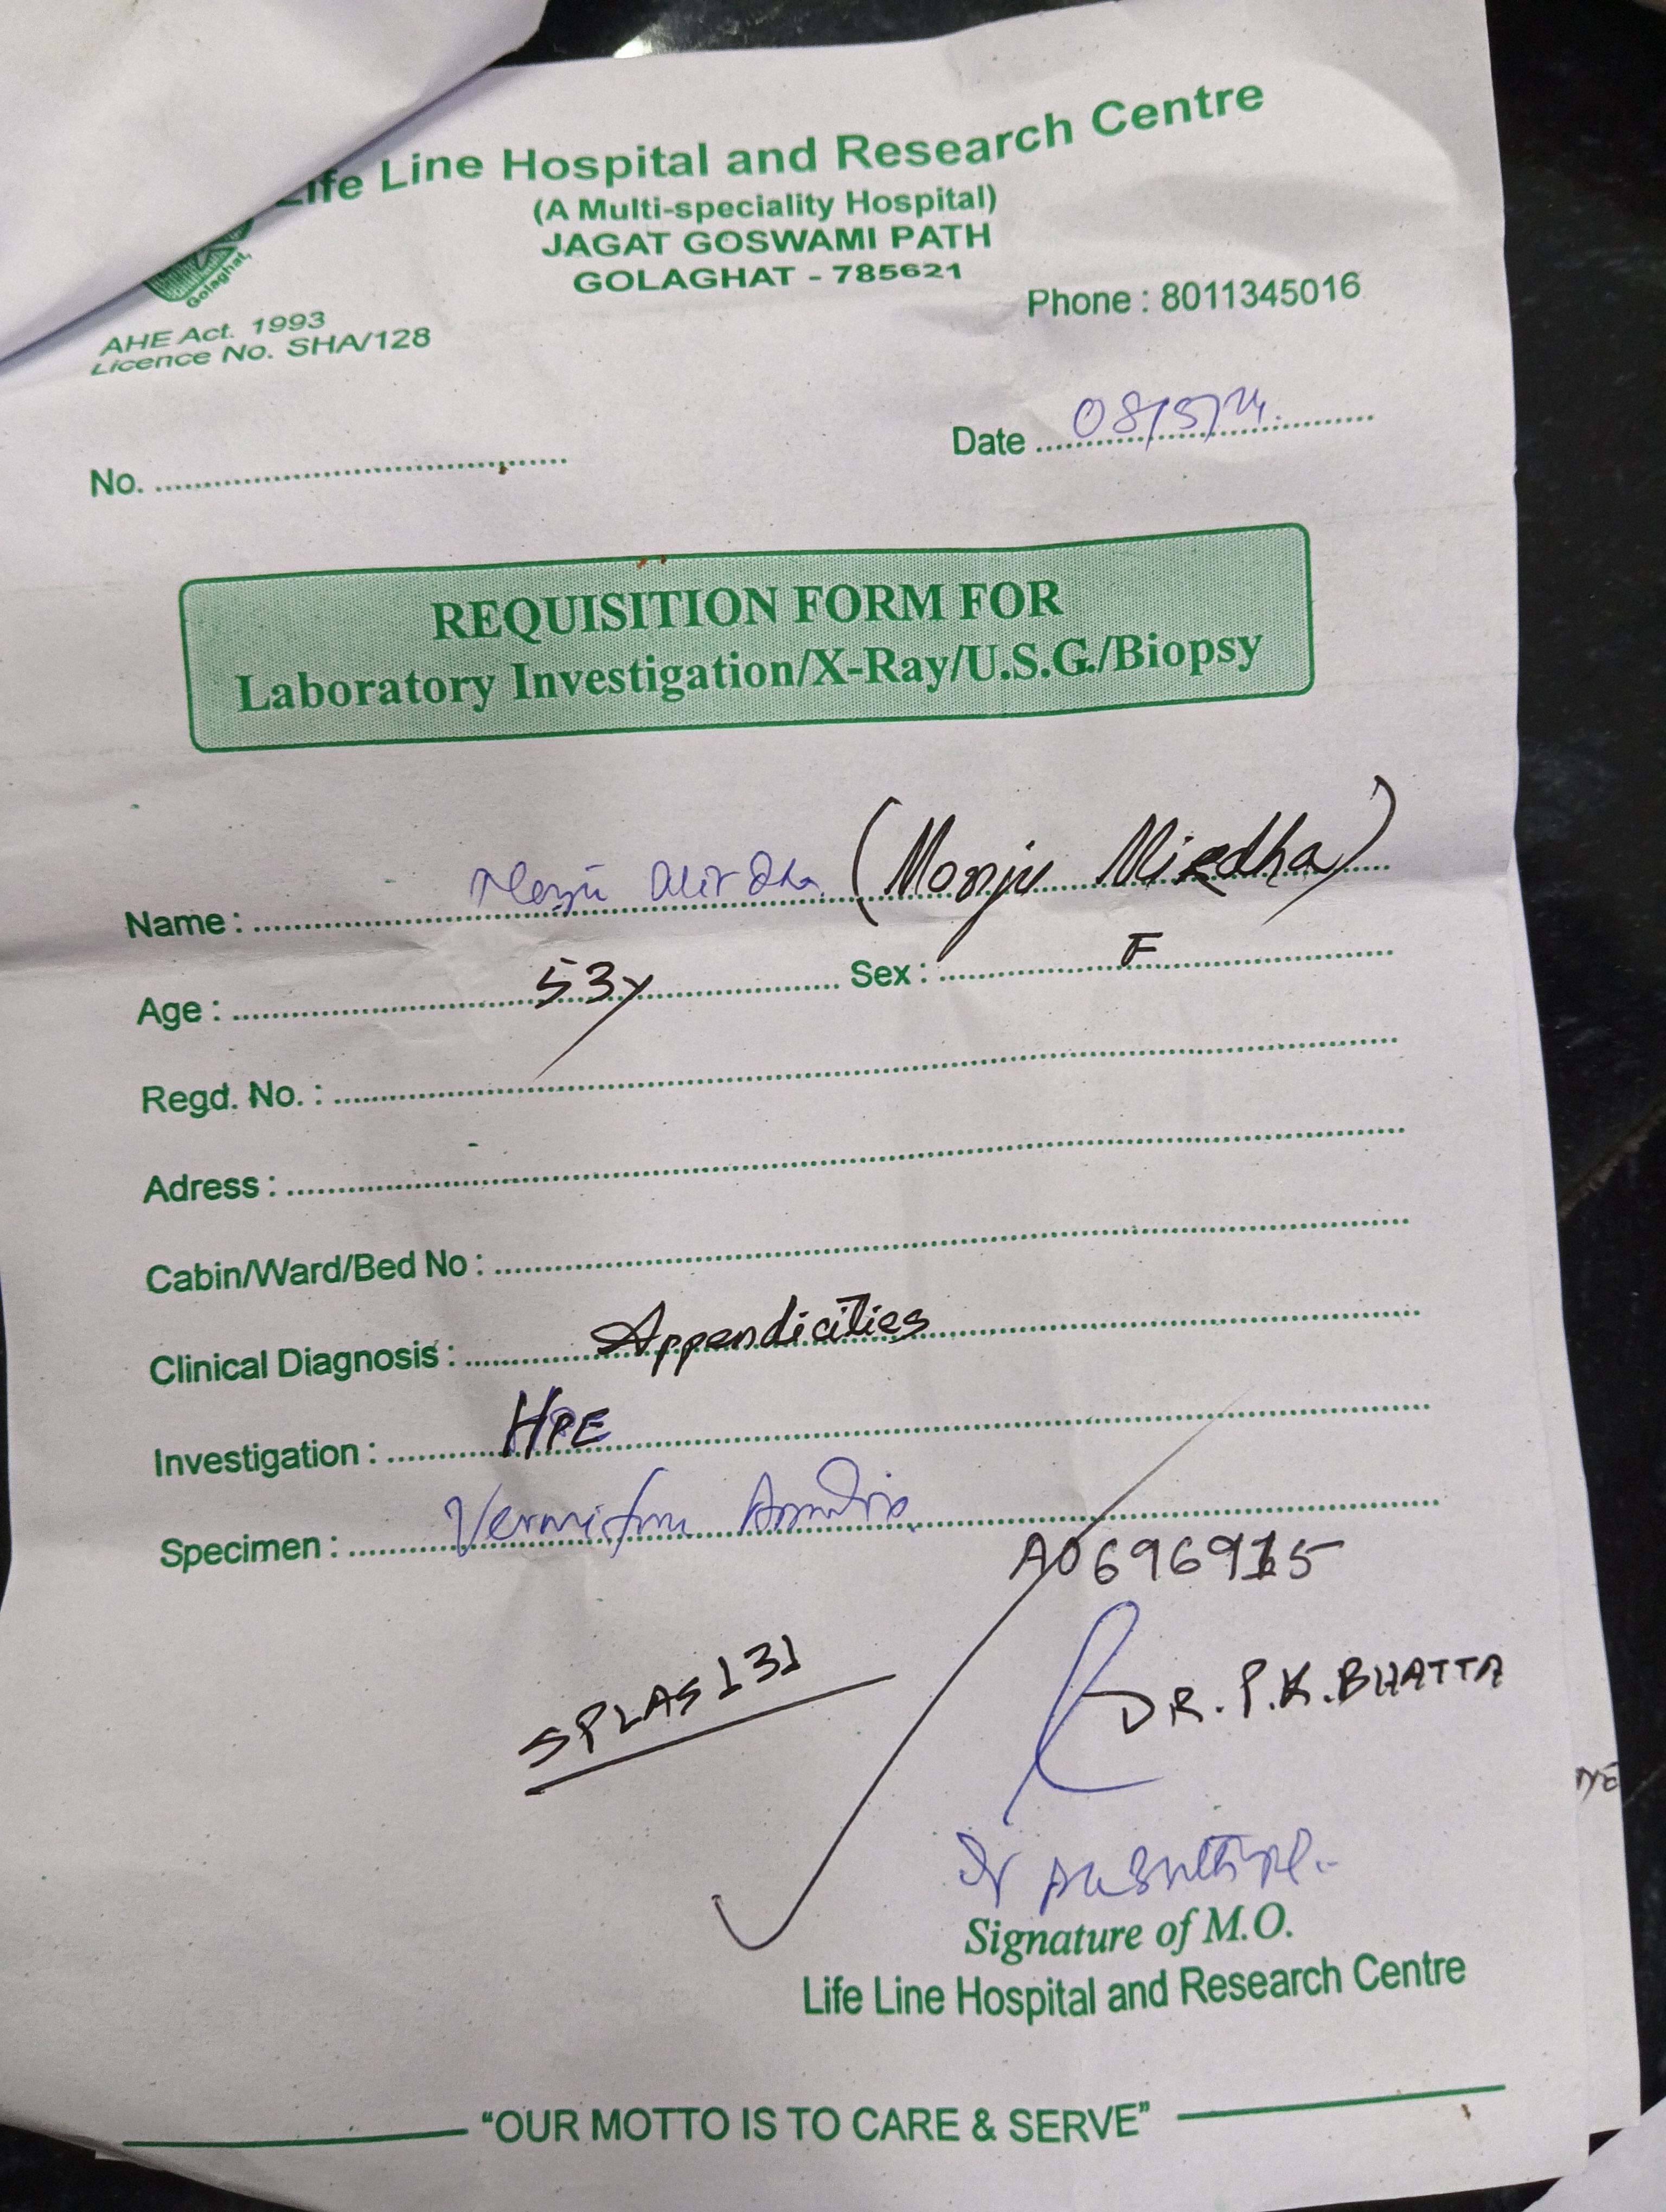 Life Line Hospital and Research Centre
(A Multi-speciality Hospital)
JAGAT GOSWAMI PATH
GOLAGHAT - 785621
Golaghat,
AHE Act. 1993
Licence No. SHA/128
Phone : 8011345016
No.
Date 08/5/24.
REQUISITION FORM FOR
Laboratory Investigation/X-Ray/U.S.G./Biopsy
Name : (Monju Mirdha)
Age : 53y Sex : F
Regd. No. :
Adress :
Cabin/Ward/Bed No :
Clinical Diagnosis : Appendicities
Investigation : HPE
Specimen : Vermiform
A0696915
SPLAS131
DR. P.K. BHATTA
Signature of M.O.
Life Line Hospital and Research Centre
"OUR MOTTO IS TO CARE & SERVE"